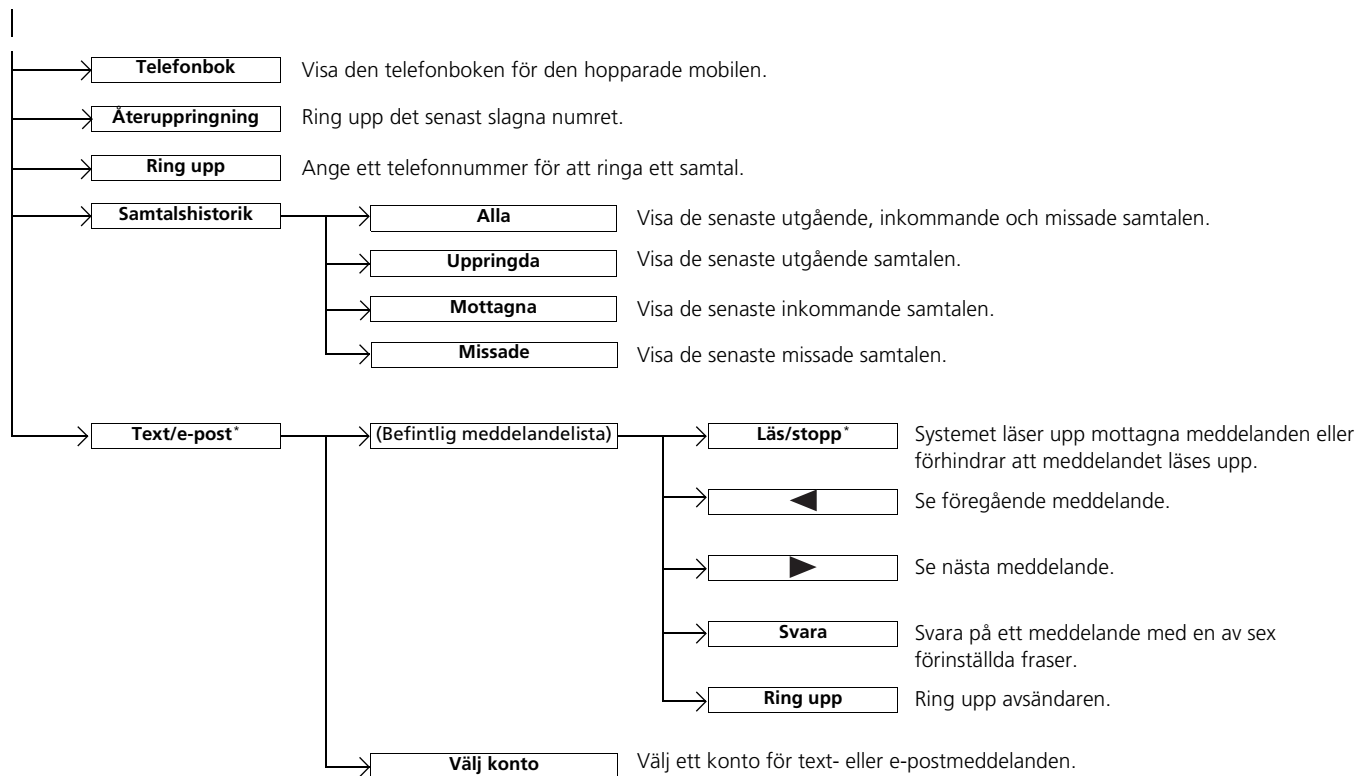 Telefonbok Visa den telefonboken för den hopparade mobilen.
Återuppringning Ring upp det senast slagna numret.
Ring upp Ange ett telefonnummer för att ringa ett samtal.
Samtalshistorik Alla Visa de senaste utgående, inkommande och missade samtalen.
Uppringda Visa de senaste utgående samtalen.
Mottagna Visa de senaste inkommande samtalen.
Missade Visa de senaste missade samtalen.
Text/e-post* (Befintlig meddelandelista) Läs/stopp* Systemet läser upp mottagna meddelanden eller
förhindrar att meddelandet läses upp.
◀ Se föregående meddelande.
▶ Se nästa meddelande.
Svara Svara på ett meddelande med en av sex
förinställda fraser.
Ring upp Ring upp avsändaren.
Välj konto Välj ett konto för text- eller e-postmeddelanden.